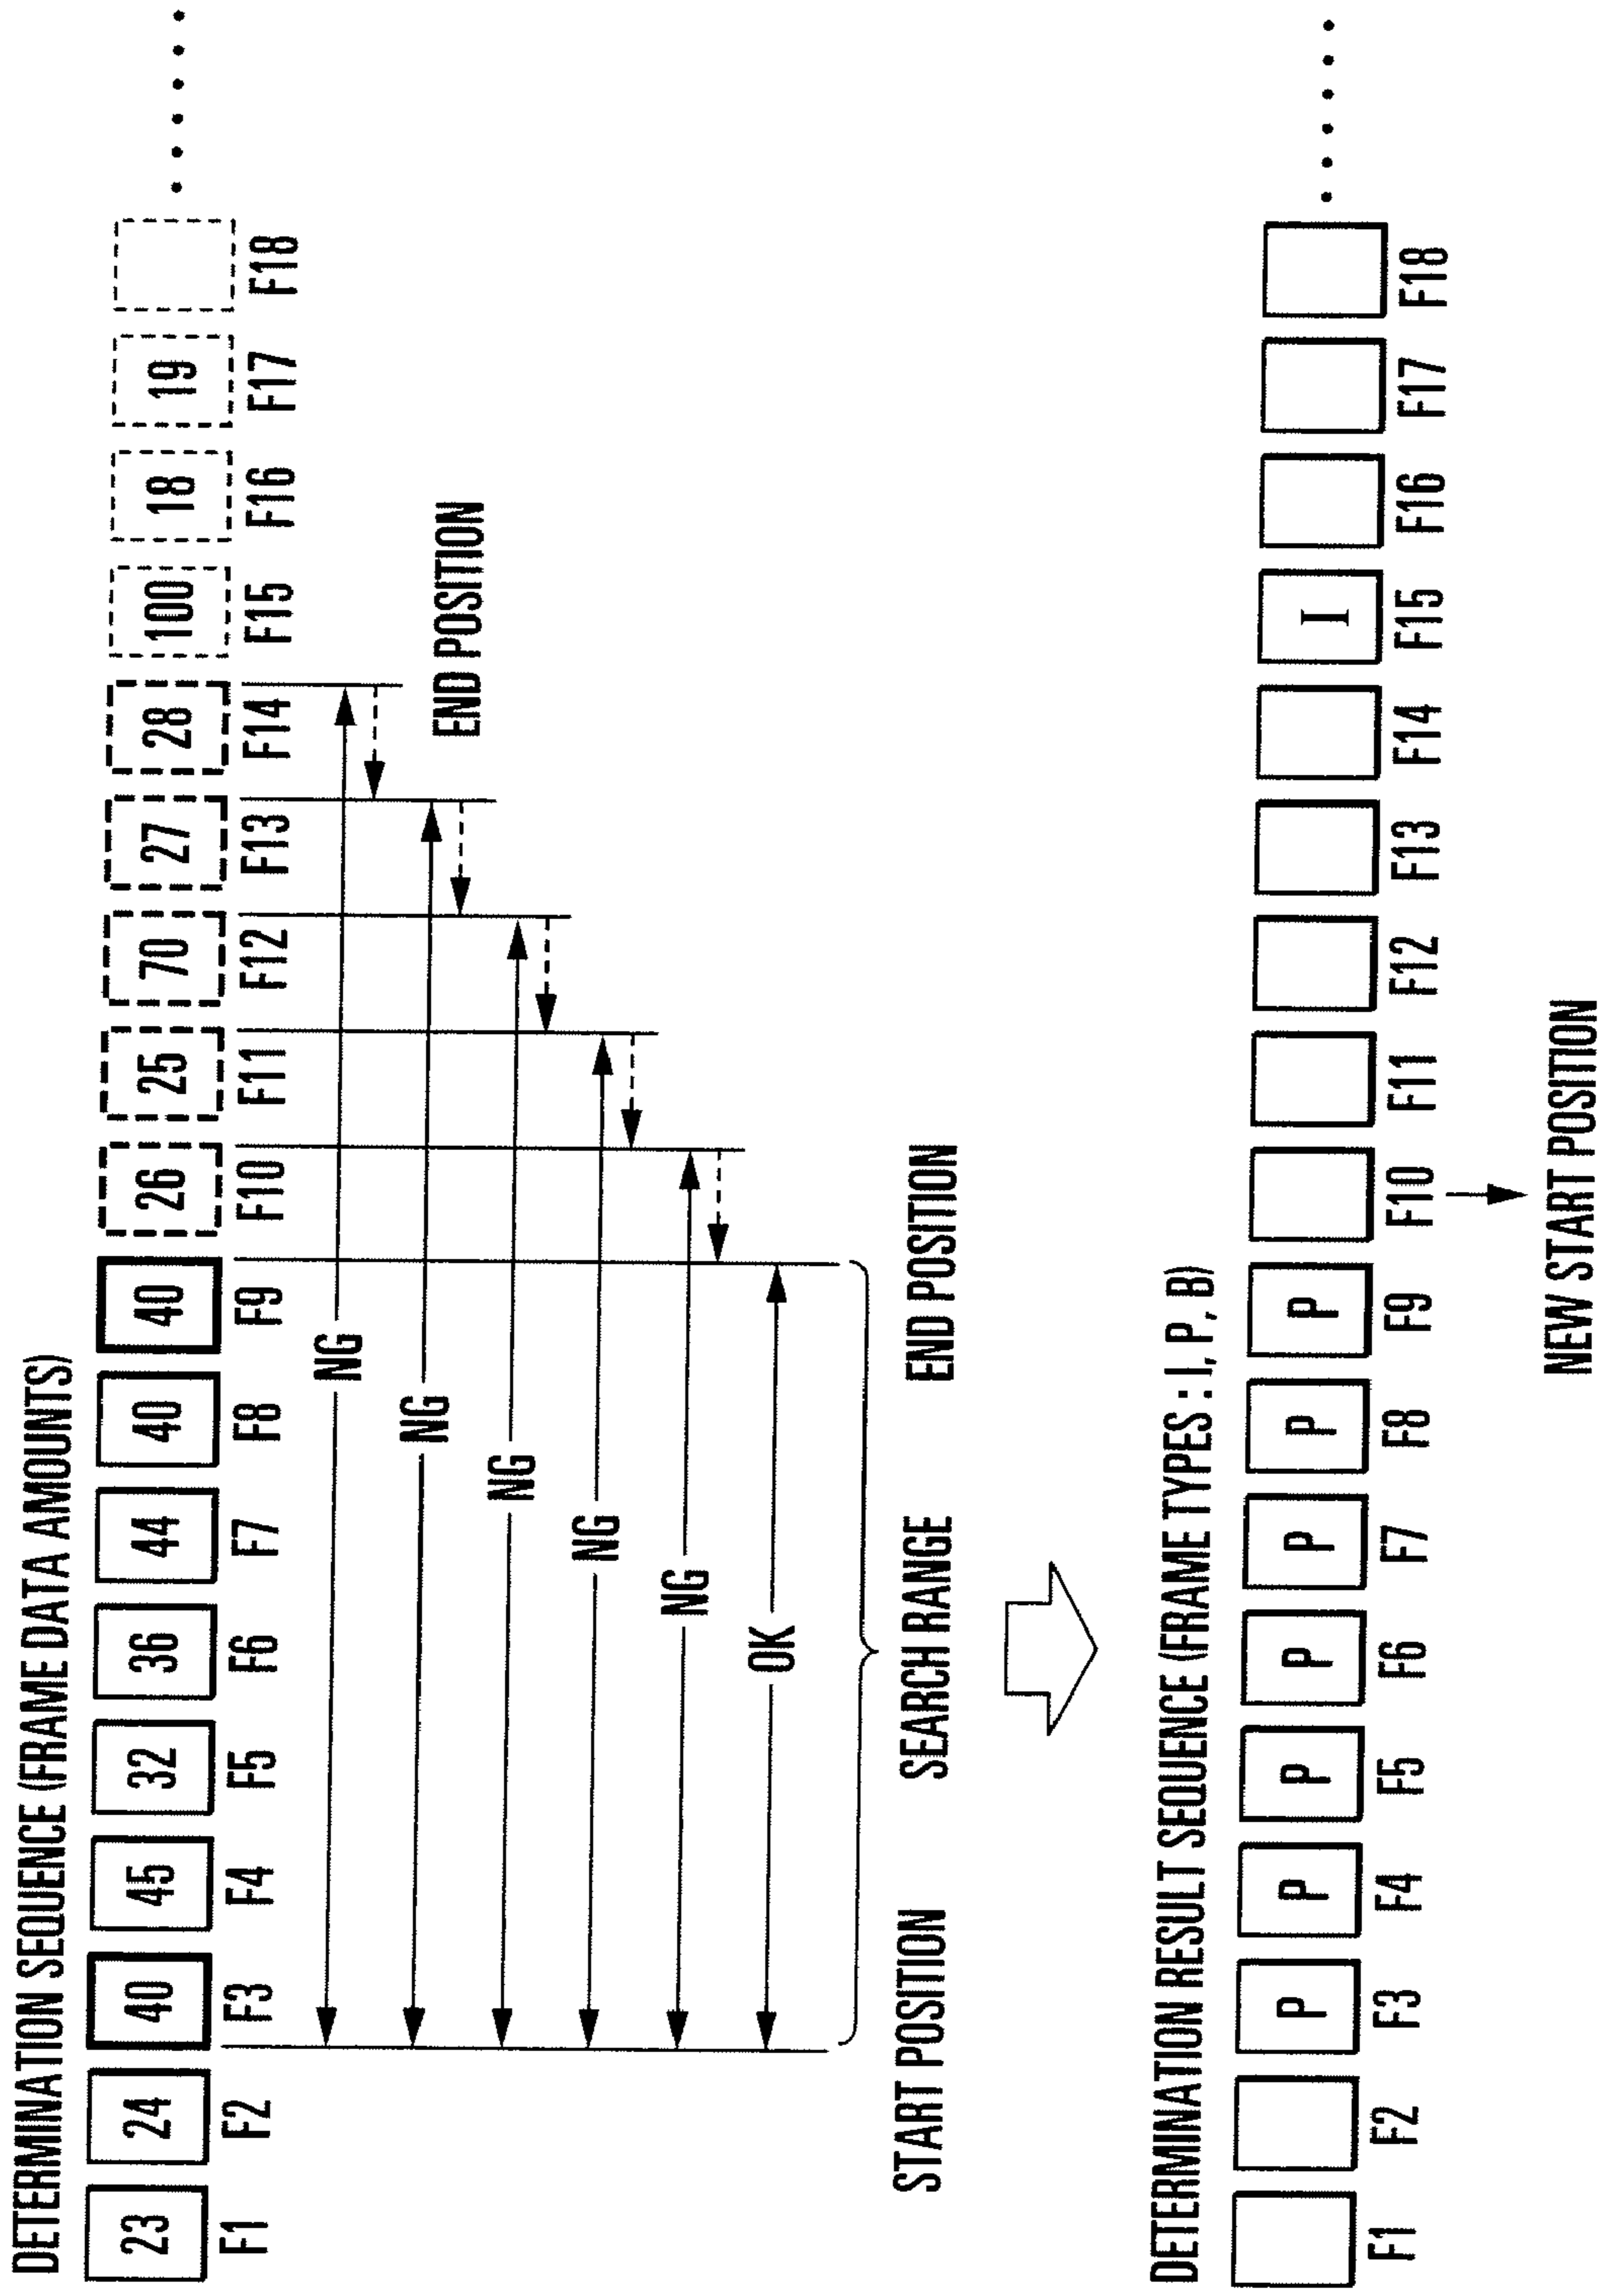 DETERMINATION SEQUENCE (FRAME DATA AMOUNTS)
23 24 40 45 32 36 44 40 40 26 25 70 27 28 100 18 19
F1 F2 F3 F4 F5 F6 F7 F8 F9 F10 F11 F12 F13 F14 F15 F16 F17 F18
NG
NG
END POSITION
NG
NG
NG
OK
START POSITION SEARCH RANGE END POSITION
DETERMINATION RESULT SEQUENCE (FRAME TYPES : I, P, B)
P P P P P P P I
F1 F2 F3 F4 F5 F6 F7 F8 F9 F10 F11 F12 F13 F14 F15 F16 F17 F18
NEW START POSITION